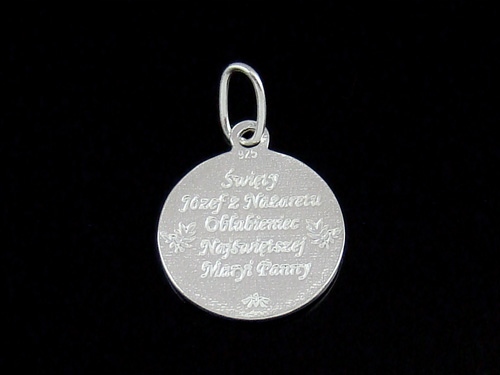 925
Święty
Józef z Nazaretu
Oblubieniec
Najświętszej
Maryi Panny